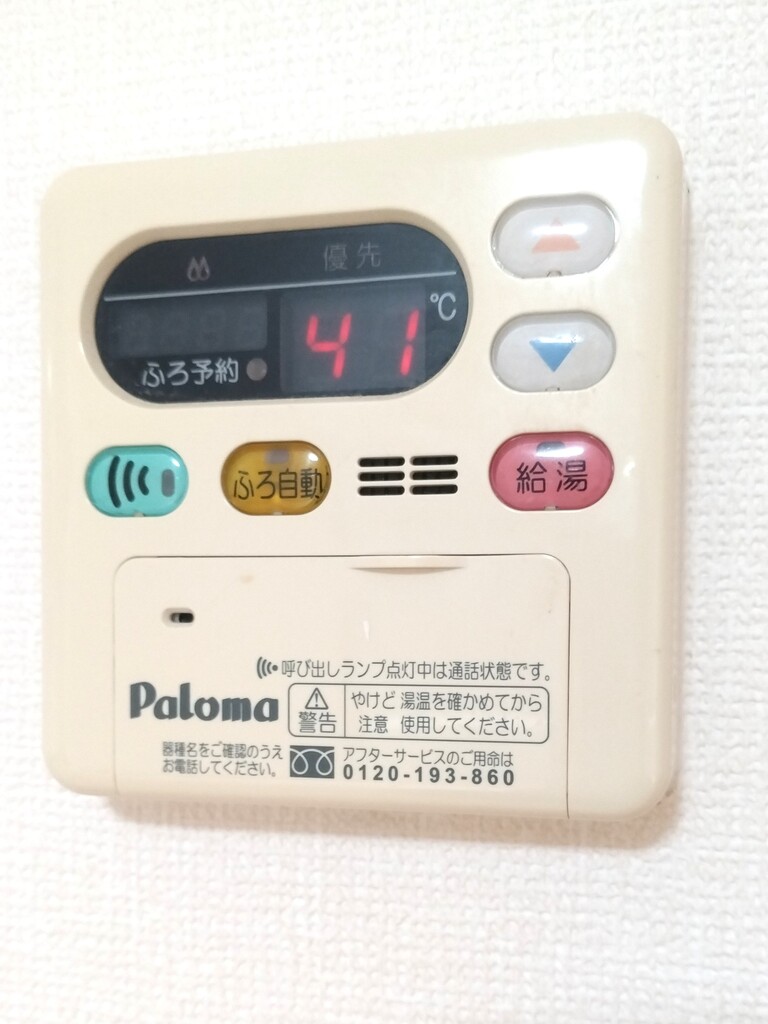 優先
41 ℃
ふろ予約
ふろ自動
給湯
呼び出しランプ点灯中は通話状態です。
Paloma
警告
やけど注意
湯温を確かめてから使用してください。
器種名をご確認のうえ
お電話してください。
アフターサービスのご用命は
0120-193-860